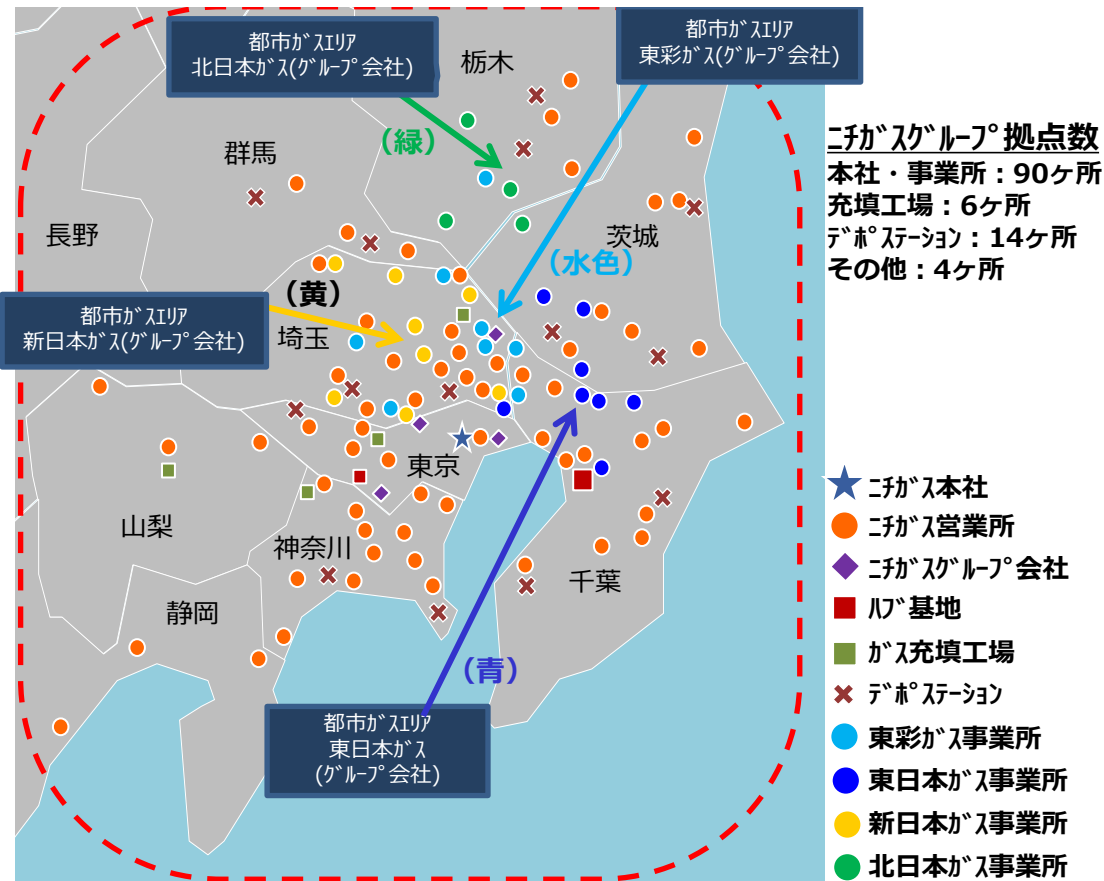 都市ｶﾞｽｴﾘｱ
北日本ｶﾞｽ(ｸﾞﾙｰﾌﾟ会社)
都市ｶﾞｽｴﾘｱ
東彩ｶﾞｽ(ｸﾞﾙｰﾌﾟ会社)
栃木
(緑)
群馬
ﾆﾁｶﾞｽｸﾞﾙｰﾌﾟ拠点数
本社・事業所：90ヶ所
充填工場：6ヶ所
ﾃﾞﾎﾟｽﾃｰｼｮﾝ：14ヶ所
その他：4ヶ所
長野
茨城
(水色)
(黄)
都市ｶﾞｽｴﾘｱ
新日本ｶﾞｽ(ｸﾞﾙｰﾌﾟ会社)
埼玉
東京
山梨
神奈川
千葉
静岡
(青)
都市ｶﾞｽｴﾘｱ
東日本ｶﾞｽ
(ｸﾞﾙｰﾌﾟ会社)
ﾆﾁｶﾞｽ本社
ﾆﾁｶﾞｽ営業所
ﾆﾁｶﾞｽｸﾞﾙｰﾌﾟ会社
ﾊﾌﾞ基地
ｶﾞｽ充填工場
ﾃﾞﾎﾟｽﾃｰｼｮﾝ
東彩ｶﾞｽ事業所
東日本ｶﾞｽ事業所
新日本ｶﾞｽ事業所
北日本ｶﾞｽ事業所